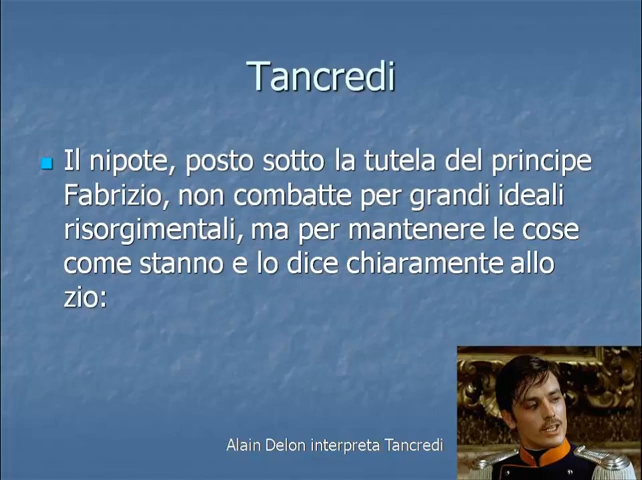 Tancredi
Il nipote, posto sotto la tutela del principe
Fabrizio, non combatte per grandi ideali
risorgimentali, ma per mantenere le cose
come stanno e lo dice chiaramente allo
zio:
Alain Delon interpreta Tancredi